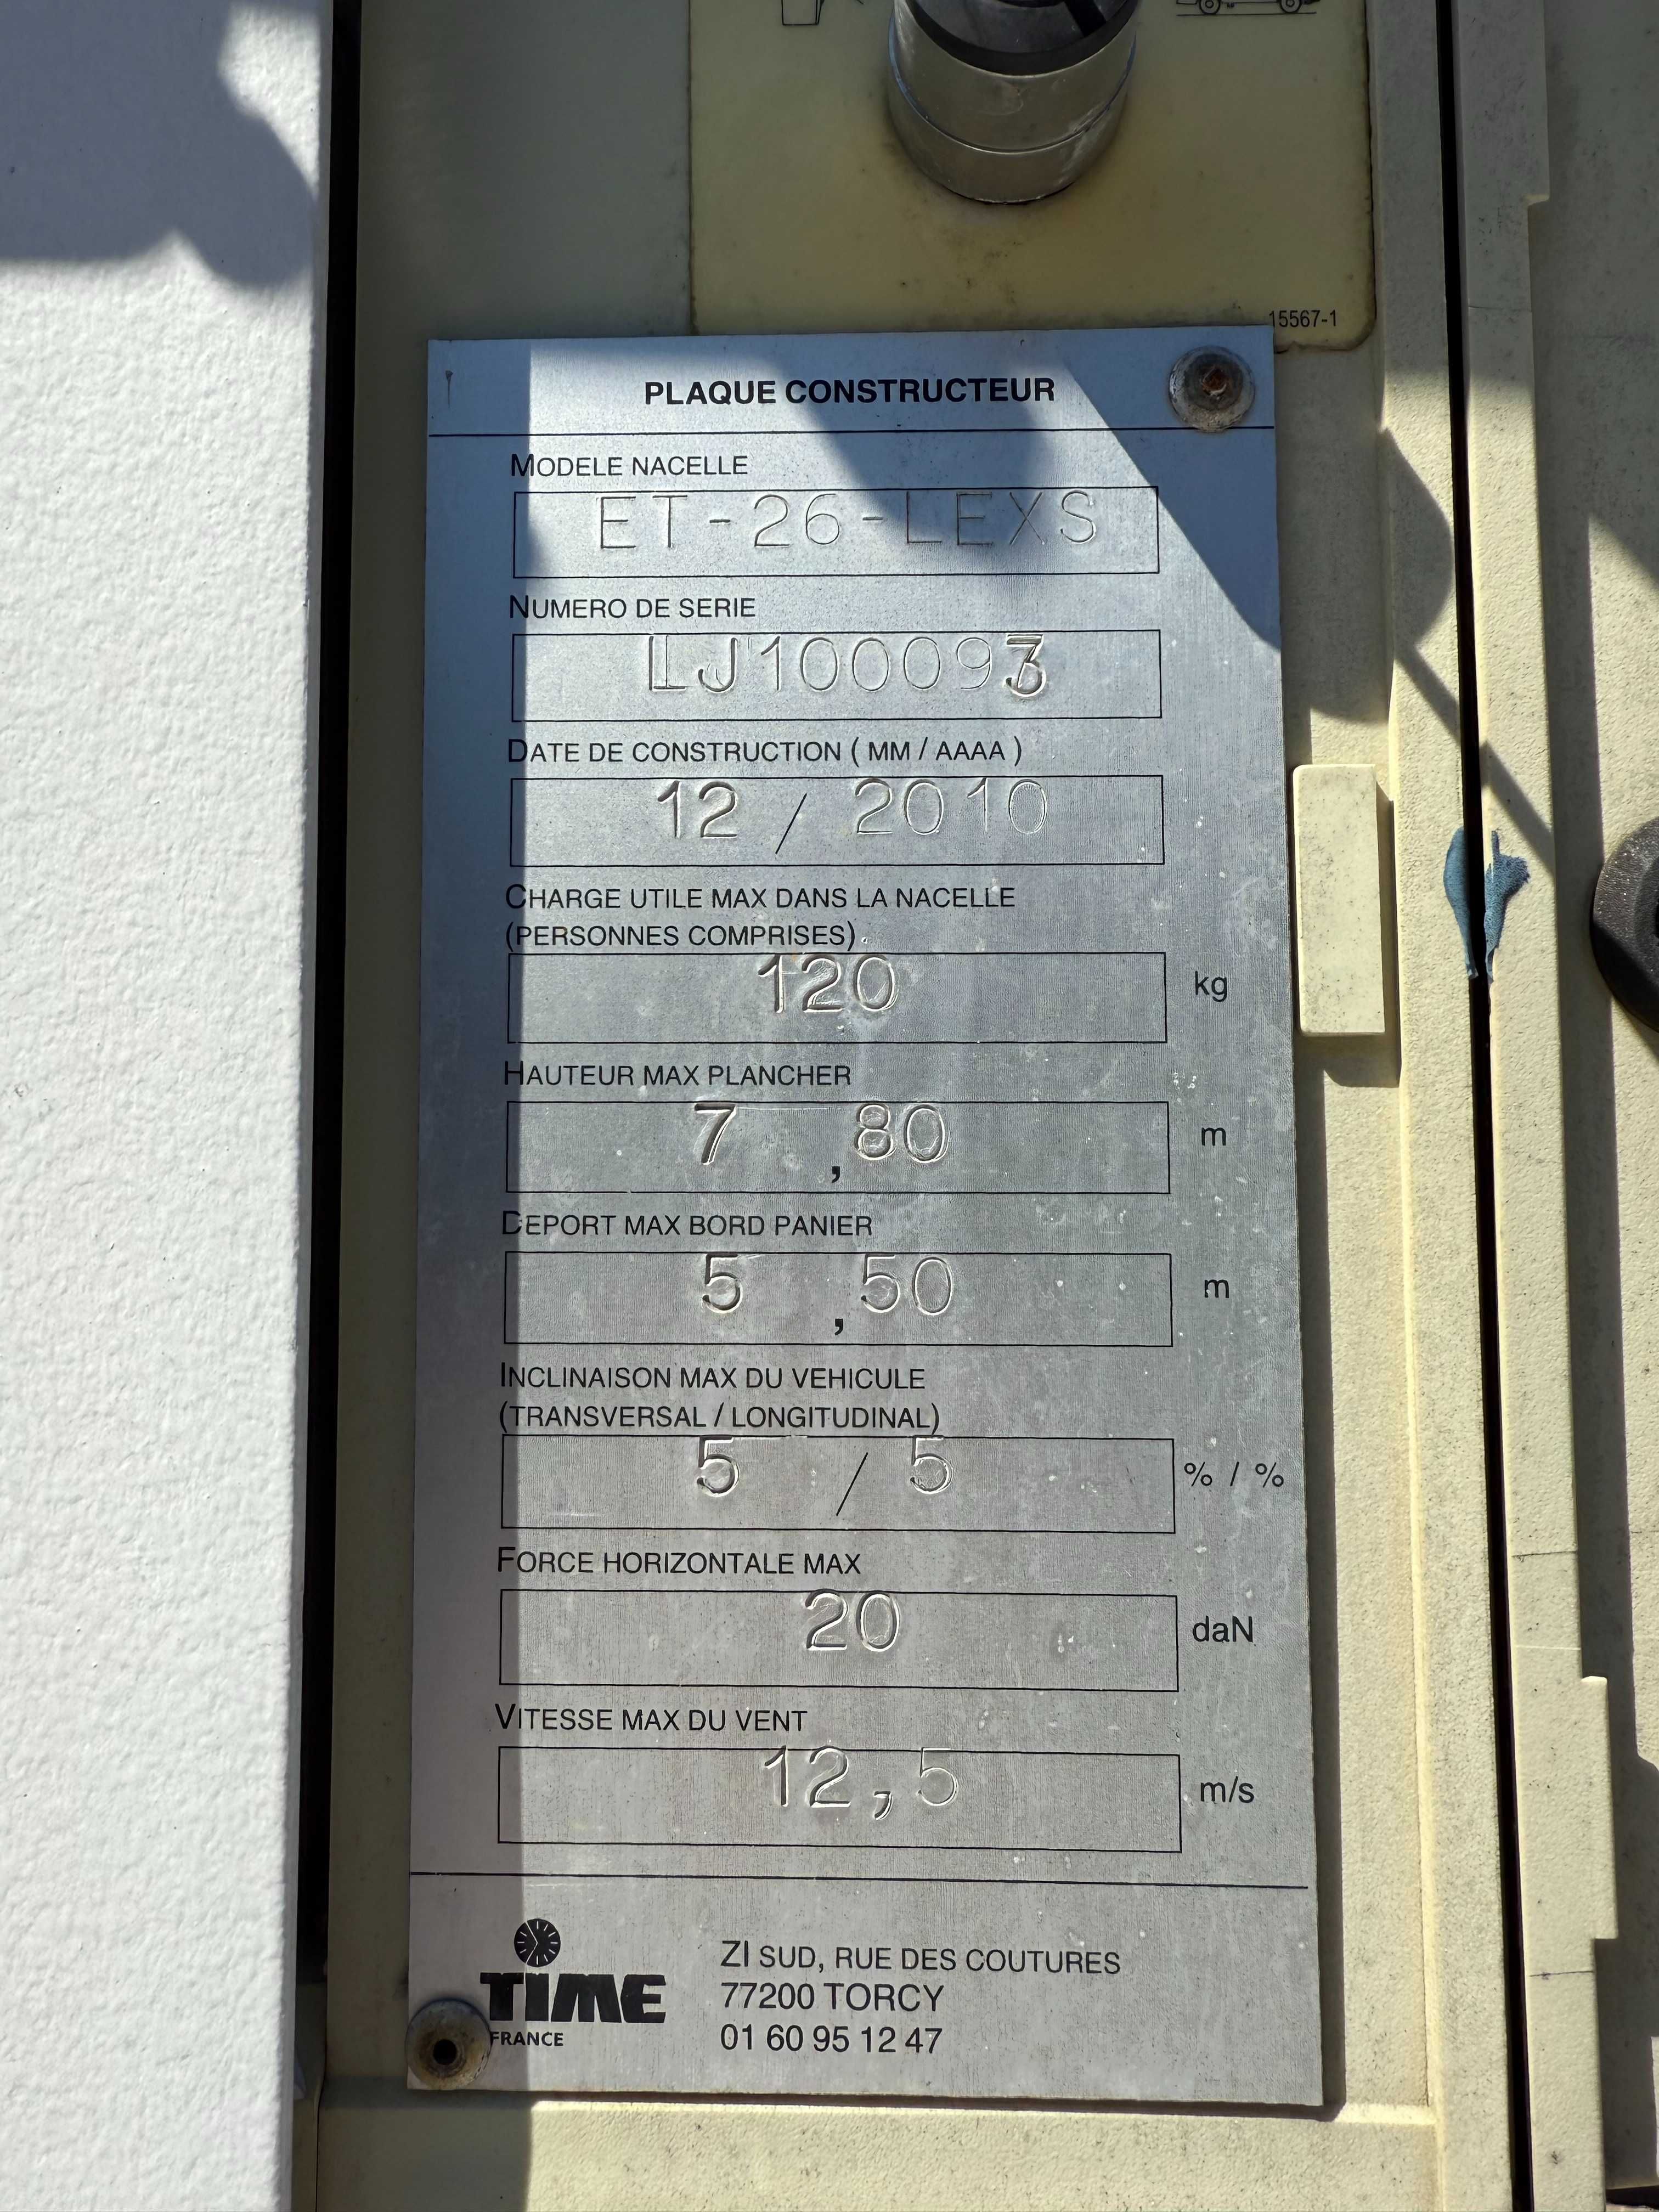 15567-1
PLAQUE CONSTRUCTEUR
MODELE NACELLE
ET-26-LEXS
NUMERO DE SERIE
LJ100093
DATE DE CONSTRUCTION ( MM / AAAA )
12 / 2010
CHARGE UTILE MAX DANS LA NACELLE
(PERSONNES COMPRISES)
120 kg
HAUTEUR MAX PLANCHER
7 ,80 m
DEPORT MAX BORD PANIER
5 ,50 m
INCLINAISON MAX DU VEHICULE
(TRANSVERSAL / LONGITUDINAL)
5 / 5 % / %
FORCE HORIZONTALE MAX
20 daN
VITESSE MAX DU VENT
12,5 m/s
TIME
FRANCE
ZI SUD, RUE DES COUTURES
77200 TORCY
01 60 95 12 47